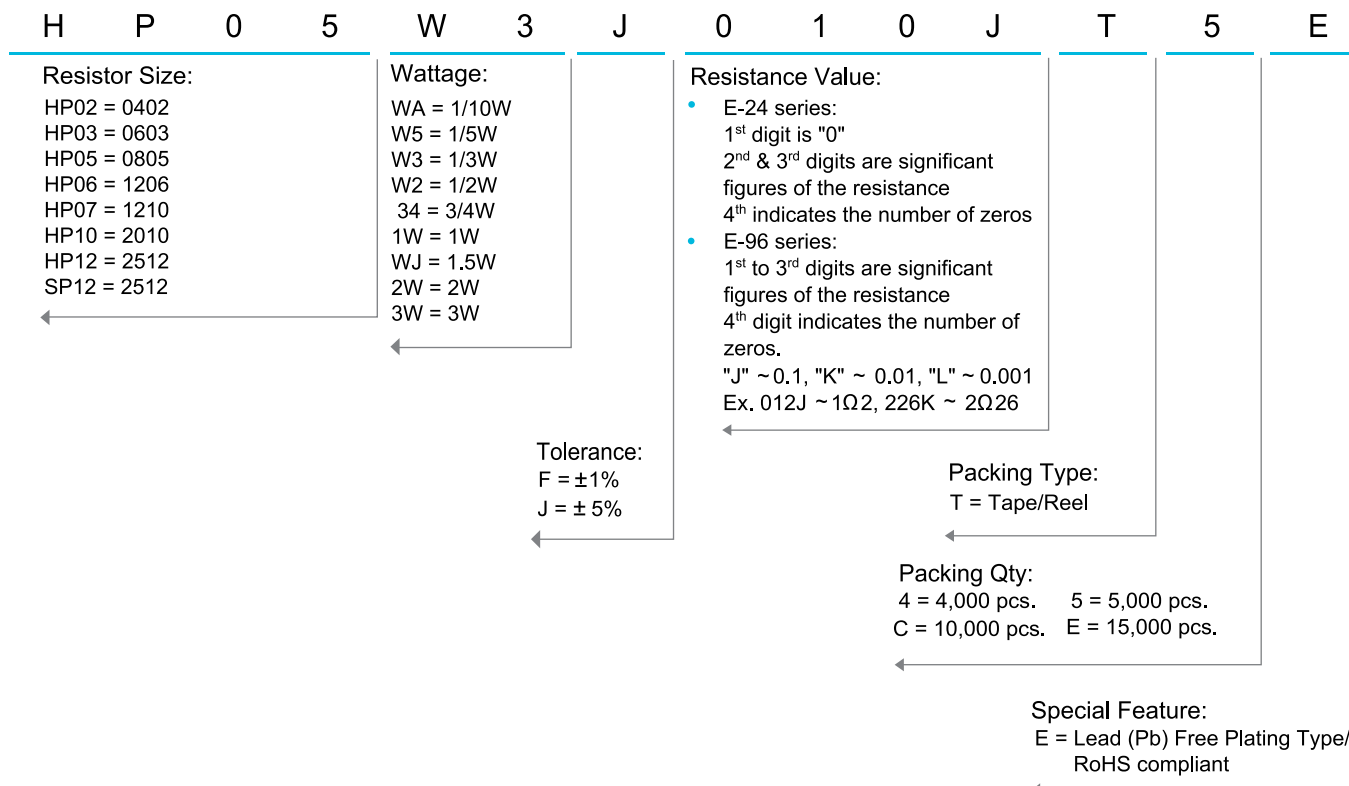 H P 0 5 W 3 J 0 1 0 J T 5 E
Resistor Size:
HP02 = 0402
HP03 = 0603
HP05 = 0805
HP06 = 1206
HP07 = 1210
HP10 = 2010
HP12 = 2512
SP12 = 2512
Wattage:
WA = 1/10W
W5 = 1/5W
W3 = 1/3W
W2 = 1/2W
34 = 3/4W
1W = 1W
WJ = 1.5W
2W = 2W
3W = 3W
Resistance Value:
• E-24 series:
1st digit is "0"
2nd & 3rd digits are significant
figures of the resistance
4th indicates the number of zeros
• E-96 series:
1st to 3rd digits are significant
figures of the resistance
4th digit indicates the number of
zeros.
"J" ~ 0.1, "K" ~ 0.01, "L" ~ 0.001
Ex. 012J ~ 1Ω2, 226K ~ 2Ω26
Tolerance:
F = ±1%
J = ± 5%
Packing Type:
T = Tape/Reel
Packing Qty:
4 = 4,000 pcs. 5 = 5,000 pcs.
C = 10,000 pcs. E = 15,000 pcs.
Special Feature:
E = Lead (Pb) Free Plating Type/
RoHS compliant